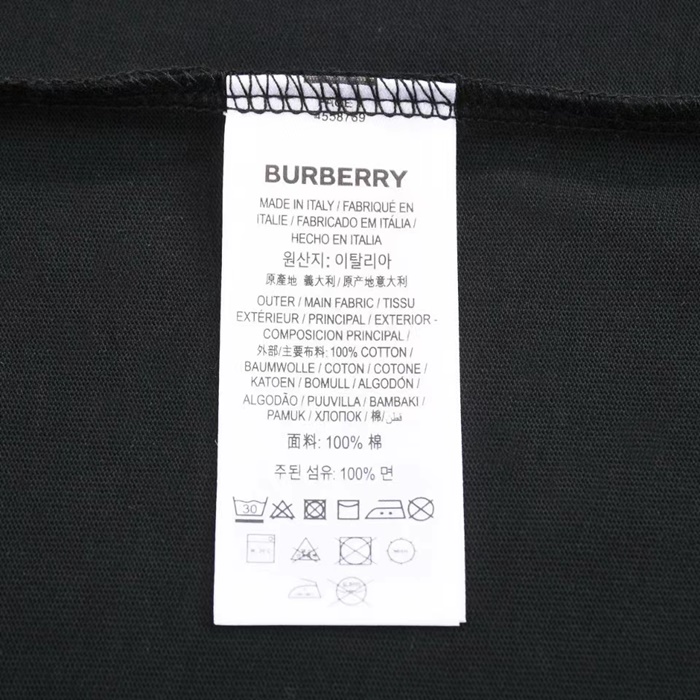 4558789
BURBERRY
MADE IN ITALY / FABRIQUÉ EN
ITALIE / FABRICADO EM ITÁLIA /
HECHO EN ITALIA
원산지: 이탈리아
原產地 義大利/原产地意大利
OUTER / MAIN FABRIC / TISSU
EXTÉRIEUR / PRINCIPAL / EXTERIOR -
COMPOSICION PRINCIPAL /
外部/主要布料: 100% COTTON /
BAUMWOLLE / COTON / COTONE /
KATOEN / BOMULL / ALGODÓN /
ALGODÃO / PUUVILLA / BAMBAKI /
PAMUK / ХЛОПОК / 棉/قطن
面料: 100% 棉
주된 섬유: 100% 면
30